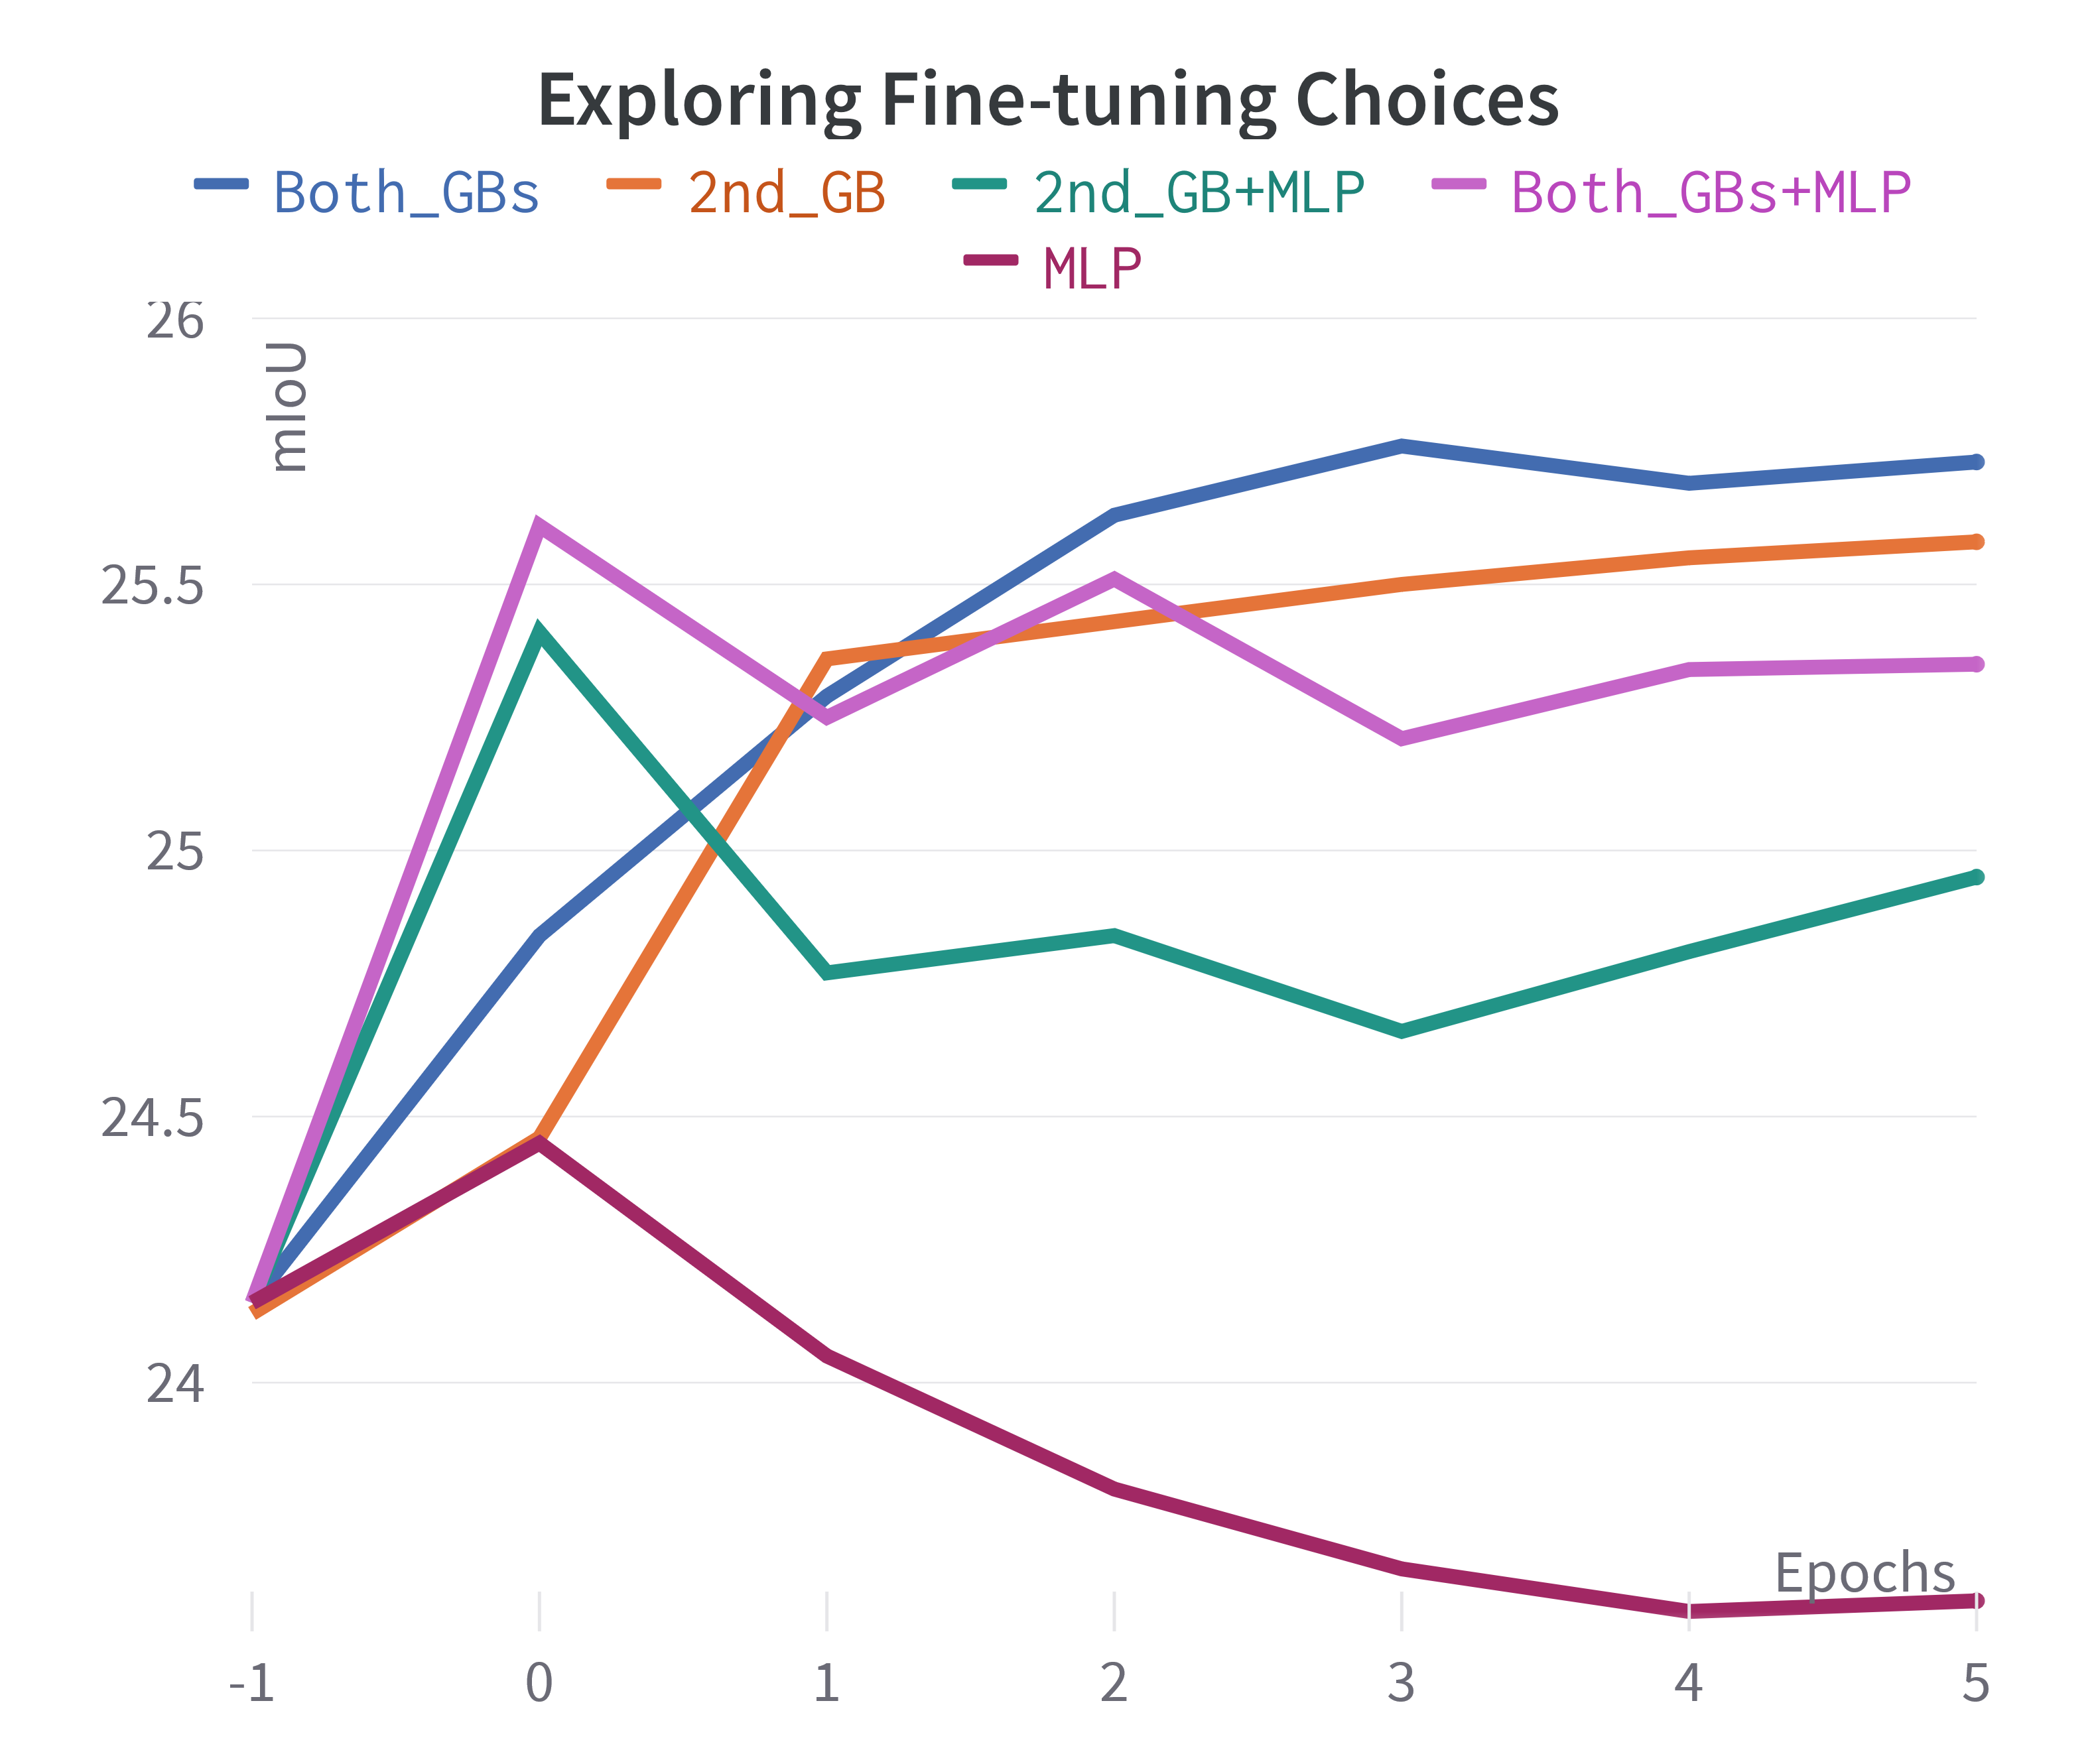 Exploring Fine-tuning Choices
Both_GBs 2nd_GB 2nd_GB+MLP Both_GBs+MLP
MLP
26
mIoU
25.5
25
24.5
24
Epochs
-1 0 1 2 3 4 5